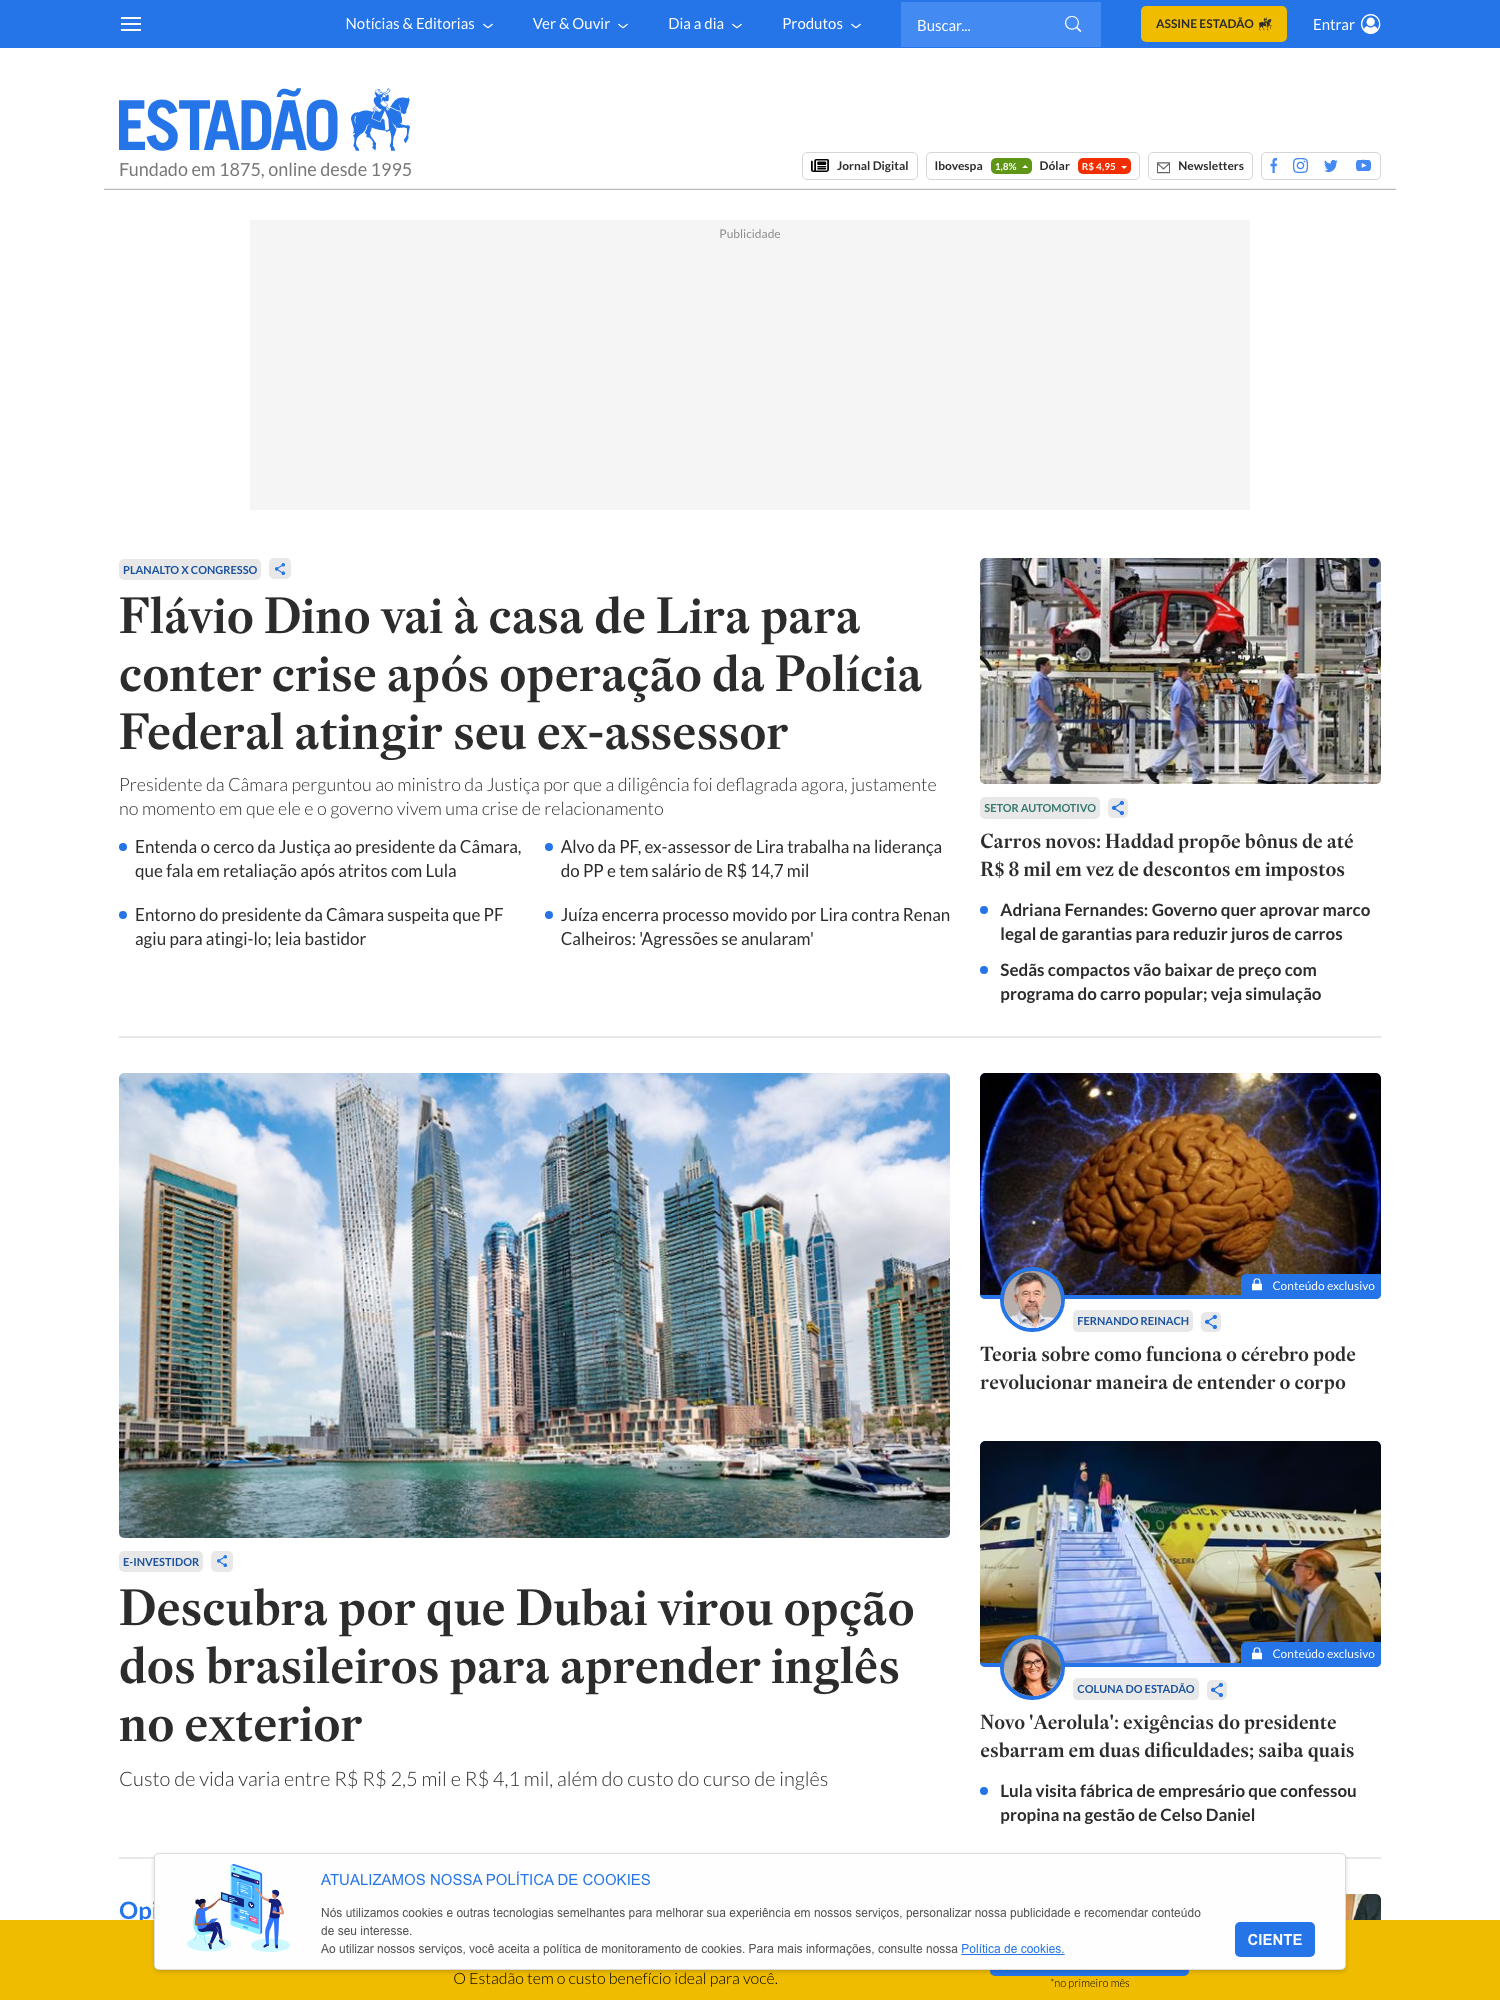 Notícias & Editorias
Ver & Ouvir
Dia a dia
Produtos
Buscar...
ASSINE ESTADÃO
Entrar
ESTADÃO
Fundado em 1875, online desde 1995
Jornal Digital
Ibovespa 1,8% Dólar R$ 4,95
Newsletters
Publicidade
PLANALTO X CONGRESSO
Flávio Dino vai à casa de Lira para
conter crise após operação da Polícia
Federal atingir seu ex-assessor
Presidente da Câmara perguntou ao ministro da Justiça por que a diligência foi deflagrada agora, justamente
no momento em que ele e o governo vivem uma crise de relacionamento
Entenda o cerco da Justiça ao presidente da Câmara,
que fala em retaliação após atritos com Lula
Alvo da PF, ex-assessor de Lira trabalha na liderança
do PP e tem salário de R$ 14,7 mil
Entorno do presidente da Câmara suspeita que PF
agiu para atingi-lo; leia bastidor
Juíza encerra processo movido por Lira contra Renan
Calheiros: 'Agressões se anularam'
SETOR AUTOMOTIVO
Carros novos: Haddad propõe bônus de até
R$ 8 mil em vez de descontos em impostos
Adriana Fernandes: Governo quer aprovar marco
legal de garantias para reduzir juros de carros
Sedãs compactos vão baixar de preço com
programa do carro popular; veja simulação
E-INVESTIDOR
Descubra por que Dubai virou opção
dos brasileiros para aprender inglês
no exterior
Custo de vida varia entre R$ R$ 2,5 mil e R$ 4,1 mil, além do custo do curso de inglês
Conteúdo exclusivo
FERNANDO REINACH
Teoria sobre como funciona o cérebro pode
revolucionar maneira de entender o corpo
FEDERATIVA DO BRASIL
Conteúdo exclusivo
COLUNA DO ESTADÃO
Novo 'Aerolula': exigências do presidente
esbarram em duas dificuldades; saiba quais
Lula visita fábrica de empresário que confessou
propina na gestão de Celso Daniel
Opi
ATUALIZAMOS NOSSA POLÍTICA DE COOKIES
Nós utilizamos cookies e outras tecnologias semelhantes para melhorar sua experiência em nossos serviços, personalizar nossa publicidade e recomendar conteúdo
de seu interesse.
Ao utilizar nossos serviços, você aceita a política de monitoramento de cookies. Para mais informações, consulte nossa Política de cookies.
CIENTE
O Estadão tem o custo benefício ideal para você.
*no primeiro mês